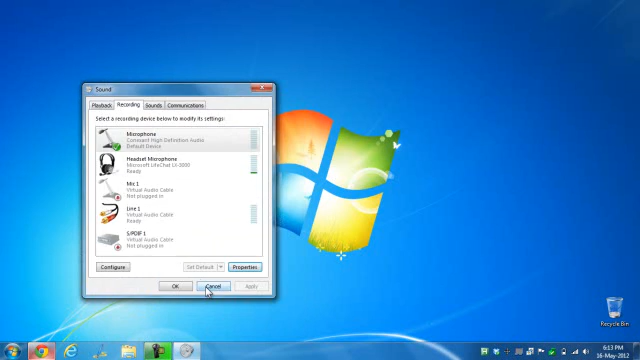 Sound
Playback Recording Sounds Communications
Select a recording device below to modify its settings:
Microphone
Conexant High Definition Audio
Default Device
Headset Microphone
Microsoft LifeChat LX-3000
Ready
Mic 1
Virtual Audio Cable
Not plugged in
Line 1
Virtual Audio Cable
Ready
S/PDIF 1
Virtual Audio Cable
Not plugged in
Configure Set Default Properties
OK Cancel Apply
Recycle Bin
6:13 PM
16-May-2012